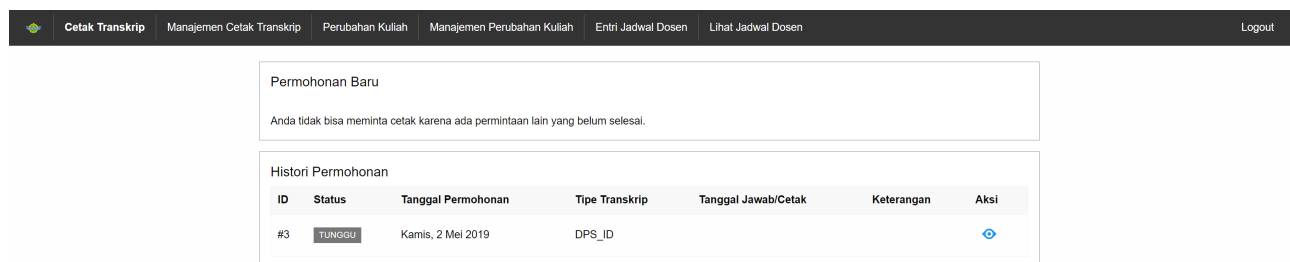 Cetak Transkrip Manajemen Cetak Transkrip Perubahan Kuliah Manajemen Perubahan Kuliah Entri Jadwal Dosen Lihat Jadwal Dosen Logout
Permohonan Baru
Anda tidak bisa meminta cetak karena ada permintaan lain yang belum selesai.
Histori Permohonan
ID Status Tanggal Permohonan Tipe Transkrip Tanggal Jawab/Cetak Keterangan Aksi
#3 TUNGGU Kamis, 2 Mei 2019 DPS_ID